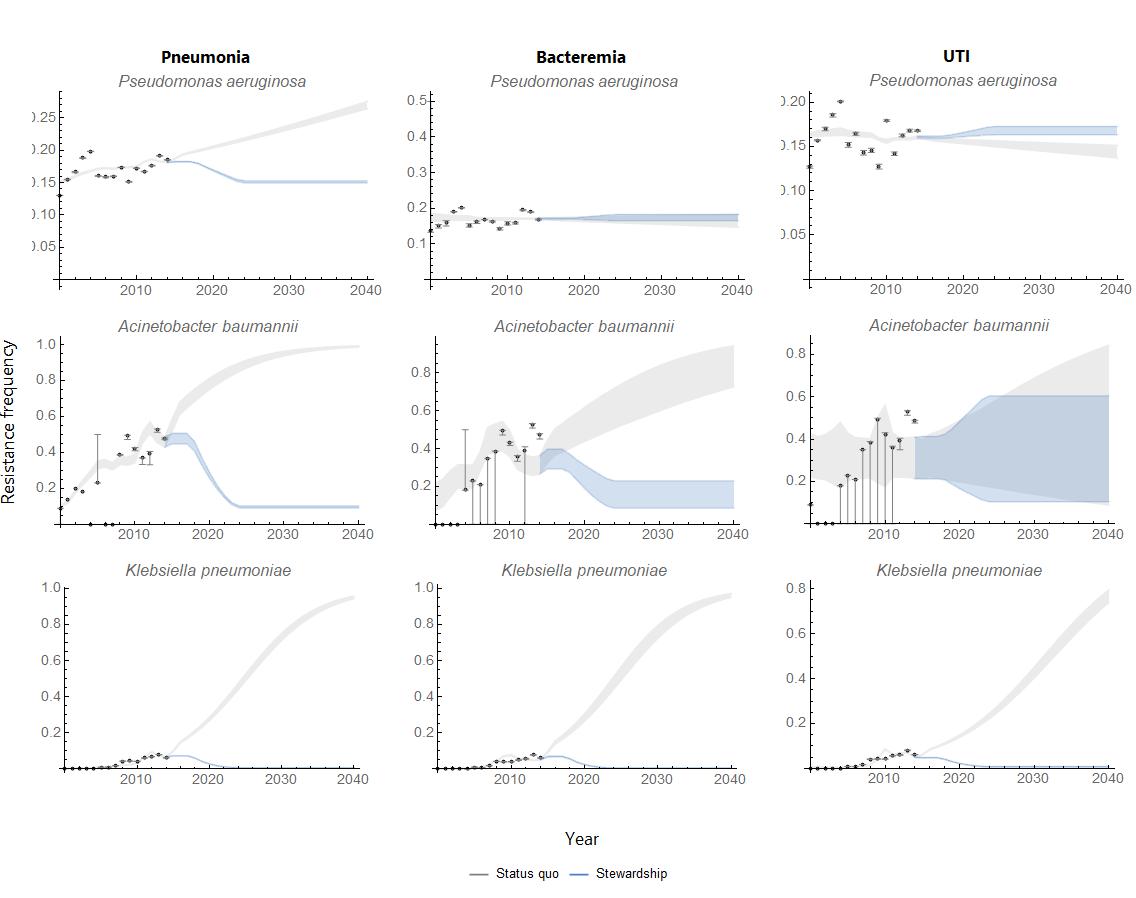 Pneumonia Bacteremia UTI
Pseudomonas aeruginosa Pseudomonas aeruginosa Pseudomonas aeruginosa
0.25
0.20
0.15
0.10
0.05
2010 2020 2030 2040
0.5
0.4
0.3
0.2
0.1
2010 2020 2030 2040
0.20
0.15
0.10
0.05
2010 2020 2030 2040
Resistance frequency
Acinetobacter baumannii Acinetobacter baumannii Acinetobacter baumannii
1.0
0.8
0.6
0.4
0.2
2010 2020 2030 2040
0.8
0.6
0.4
0.2
2010 2020 2030 2040
0.8
0.6
0.4
0.2
2010 2020 2030 2040
Klebsiella pneumoniae Klebsiella pneumoniae Klebsiella pneumoniae
1.0
0.8
0.6
0.4
0.2
2010 2020 2030 2040
1.0
0.8
0.6
0.4
0.2
2010 2020 2030 2040
0.8
0.6
0.4
0.2
2010 2020 2030 2040
Year
Status quo Stewardship